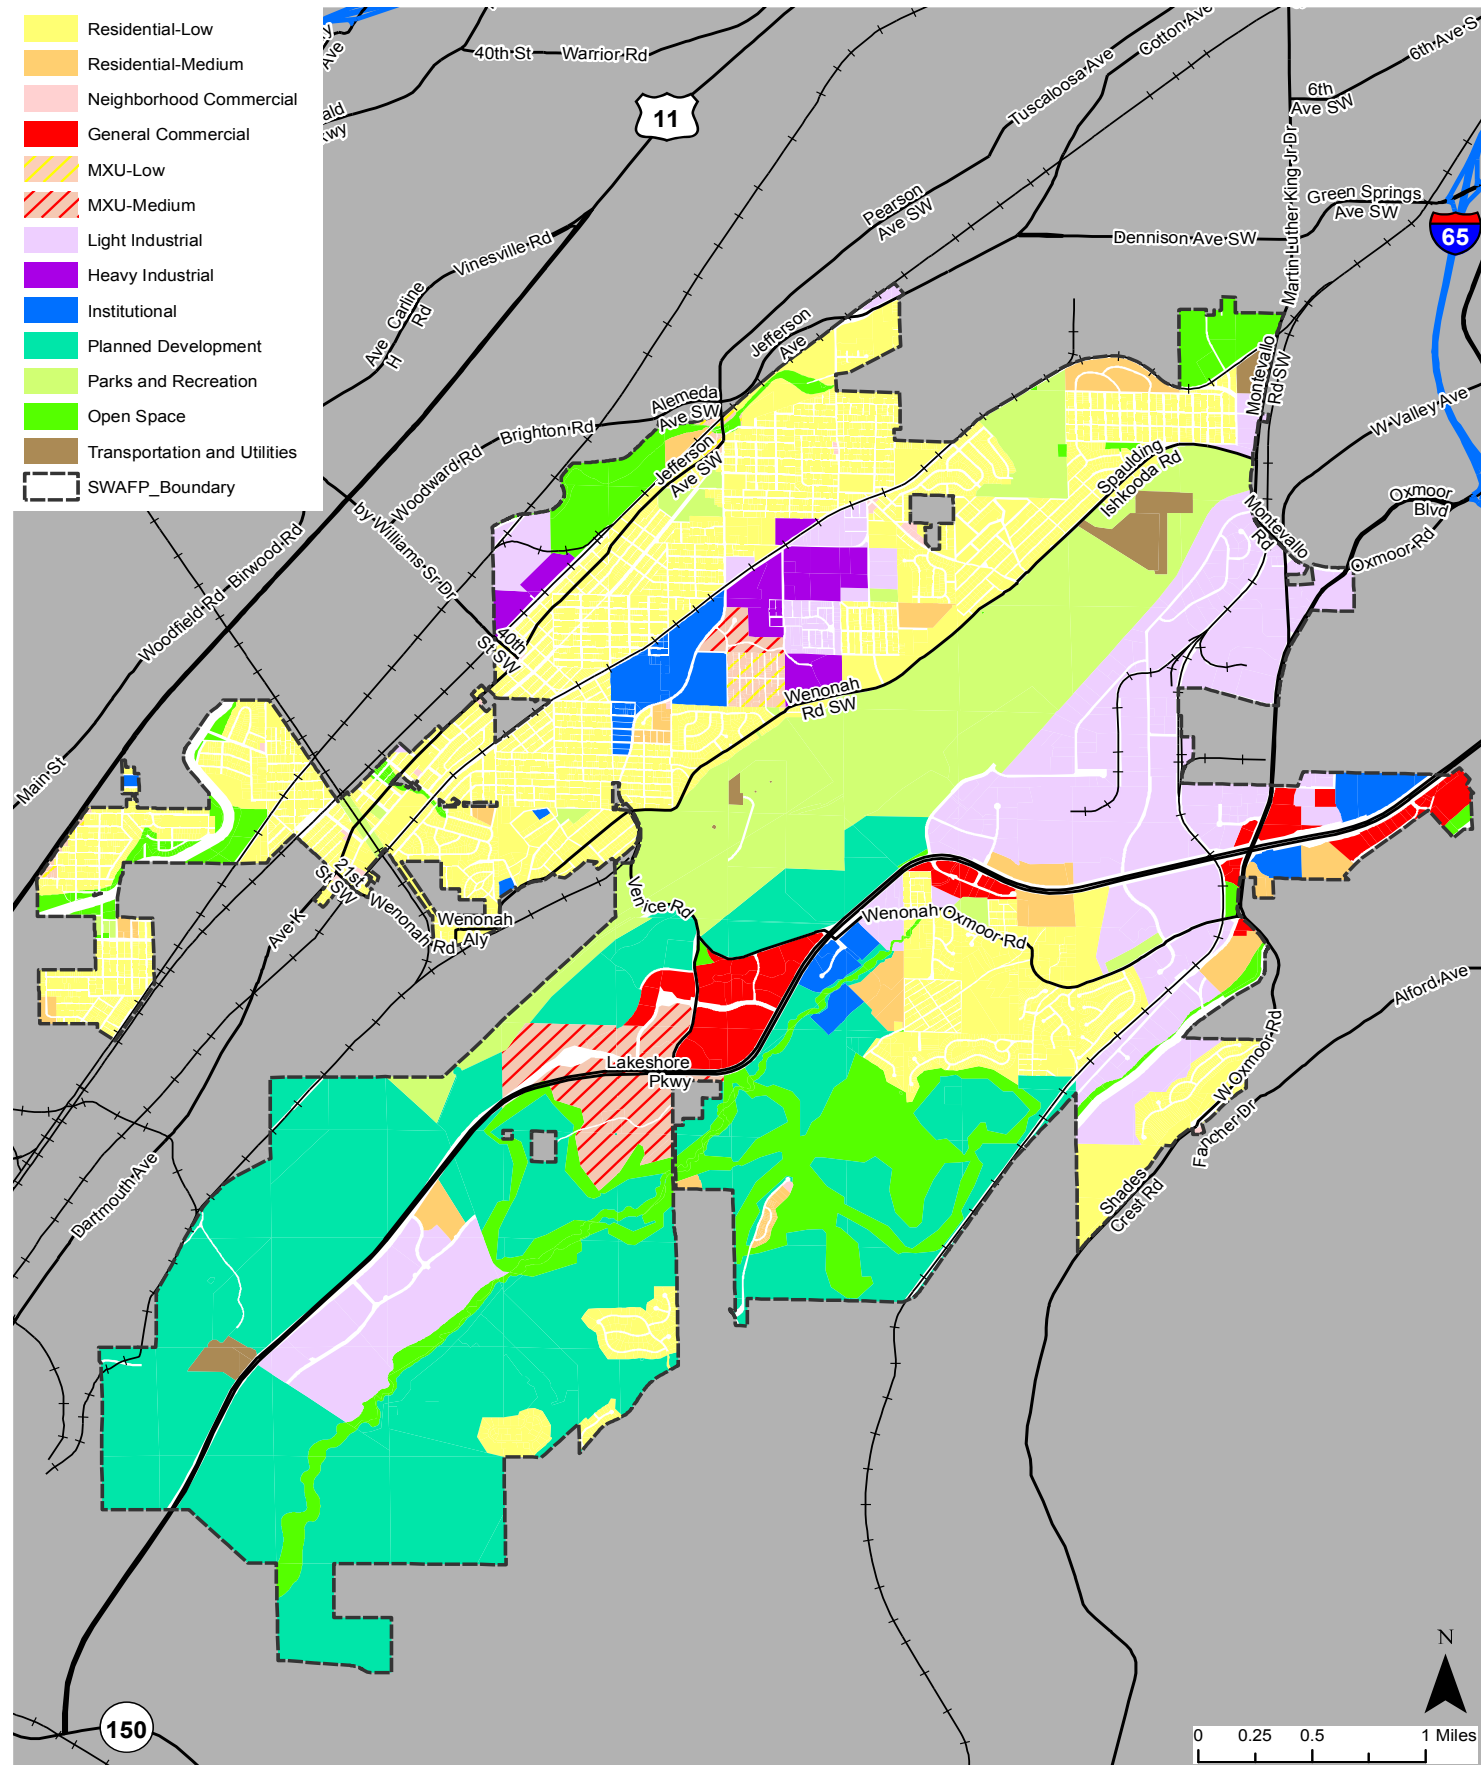 Residential-Low
Residential-Medium
Neighborhood Commercial
General Commercial
MXU-Low
MXU-Medium
Light Industrial
Heavy Industrial
Institutional
Planned Development
Parks and Recreation
Open Space
Transportation and Utilities
SWAFP_Boundary
Ave
40th St
Warrior Rd
11
Tuscaloosa Ave
Cotton Ave
6th Ave S
6th
Ave SW
Martin Luther King Jr Dr
Green Springs
Ave SW
65
Dennison Ave SW
Pearson
Ave SW
Vinesville Rd
Carline
Rd
Ave
H
Jefferson
Ave
Alemeda
Ave SW
Brighton Rd
Woodward Rd
Jefferson
Ave SW
Montevallo
Rd SW
W Valley Ave
Spaulding
Ishkooda Rd
Oxmoor
Blvd
Oxmoor Rd
Montevallo
Rd
by Williams Sr Dr
Birwood Rd
Woodfield Rd
40th
St SW
Wenonah
Rd SW
Main St
21st
St SW
Wenonah
Rd
Wenonah
Aly
Ave K
Venice Rd
Wenonah Oxmoor Rd
Alford Ave
Lakeshore
Pkwy
W Oxmoor Rd
Fancher Dr
Shades
Crest Rd
Dartmouth Ave
150
N
0 0.25 0.5 1 Miles